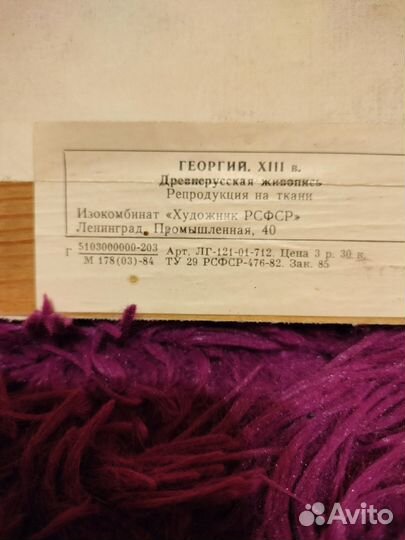 ГЕОРГИЙ. XIII в.
Древнерусская живопись
Репродукция на ткани
Изокомбинат «Художник РСФСР»
Ленинград, Промышленная, 40
Г 5103000000-203 Арт. ЛГ-121-01-712. Цена 3 р. 30 к.
М 178(03)-84 ТУ 29 РСФСР-476-82. Зак. 85
Avito